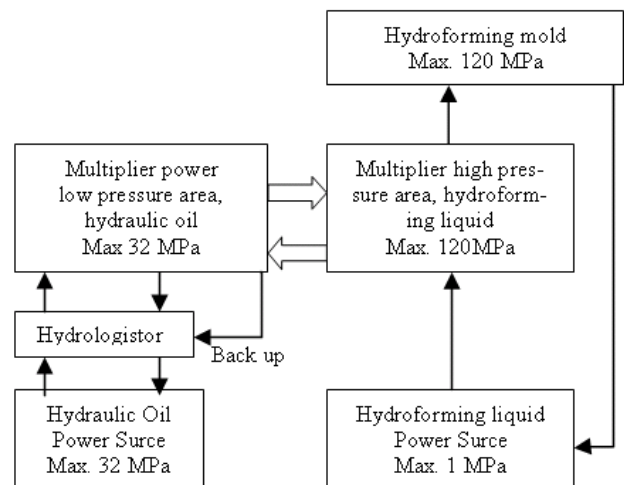 Hydroforming mold
Max. 120 MPa
Multiplier power
low pressure area,
hydraulic oil
Max 32 MPa
Multiplier high pres-
sure area, hydroform-
ing liquid
Max. 120MPa
Hydrologistor
Back up
Hydraulic Oil
Power Surce
Max. 32 MPa
Hydroforming liquid
Power Surce
Max. 1 MPa